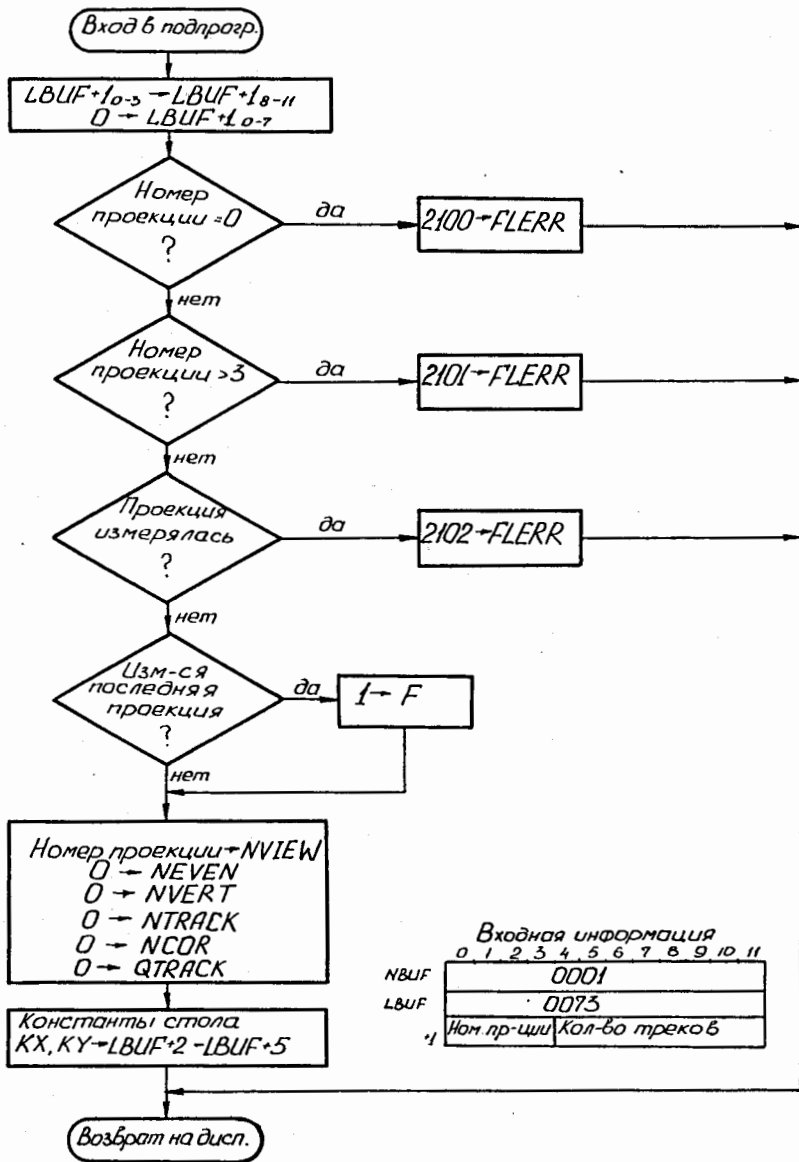 Вход в подпрогр.
LBUF+1₀₋₃ → LBUF+1₈₋₁₁
0 → LBUF+1₀₋₇
Номер
проекции =0
?
да
2100→FLERR
нет
Номер
проекции >3
?
да
2101→FLERR
нет
Проекция
измерялась
?
да
2102→FLERR
нет
Изм-ся
последняя
проекция
?
да
1→ F
нет
Номер проекции→NVIEW
0 → NEVEN
0 → NVERT
0 → NTRACK
0 → NCOR
0 → QTRACK
Константы стола
KX, KY→LBUF+2 -LBUF+5
Возврат на дисп.
Входная информация
0 1 2 3 4 5 6 7 8 9 10 11
NBUF 0001
LBUF 0073
+1 Ном. пр-ции Кол-во треков